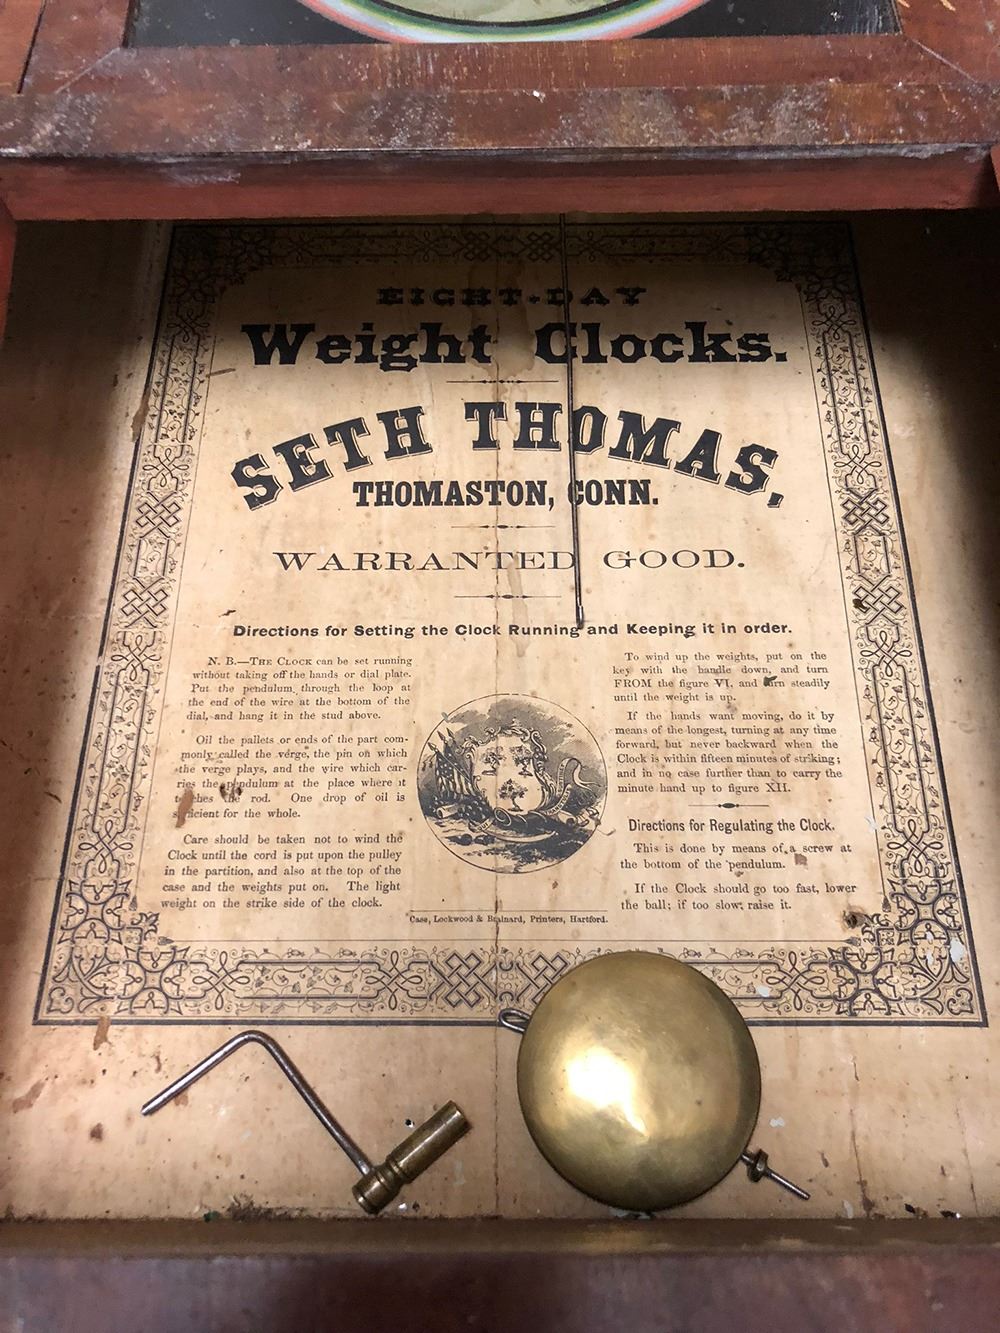 EIGHT-DAY
Weight Clocks.
SETH THOMAS,
THOMASTON, CONN.
WARRANTED GOOD.
Directions for Setting the Clock Running and Keeping it in order.
N. B.—THE CLOCK can be set running
without taking off the hands or dial plate.
Put the pendulum through the loop at
the end of the wire at the bottom of the
dial, and hang it in the stud above.
Oil the pallets or ends of the part com-
monly called the verge, the pin on which
the verge plays, and the wire which car-
ries the pendulum at the place where it
touches the rod. One drop of oil is
sufficient for the whole.
Care should be taken not to wind the
Clock until the cord is put upon the pulley
in the partition, and also at the top of the
case and the weights put on. The light
weight on the strike side of the clock.
To wind up the weights, put on the
key with the handle down, and turn
FROM the figure VI, and turn steadily
until the weight is up.
If the hands want moving, do it by
means of the longest, turning at any time
forward, but never backward when the
Clock is within fifteen minutes of striking;
and in no case further than to carry the
minute hand up to figure XII.
Directions for Regulating the Clock.
This is done by means of a screw at
the bottom of the pendulum.
If the Clock should go too fast, lower
the ball; if too slow, raise it.
Case, Lockwood & Brainard, Printers, Hartford.